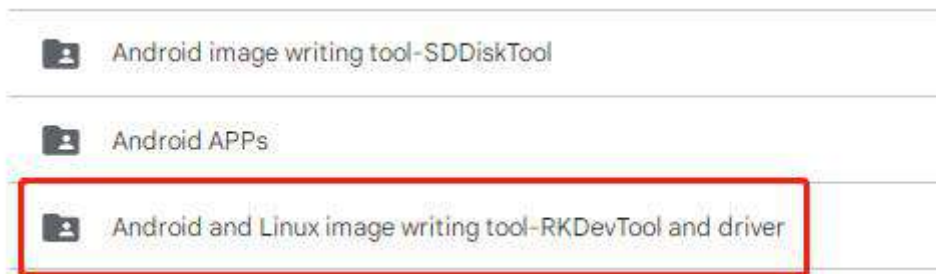 Android image writing tool-SDDiskTool
Android APPs
Android and Linux image writing tool-RKDevTool and driver